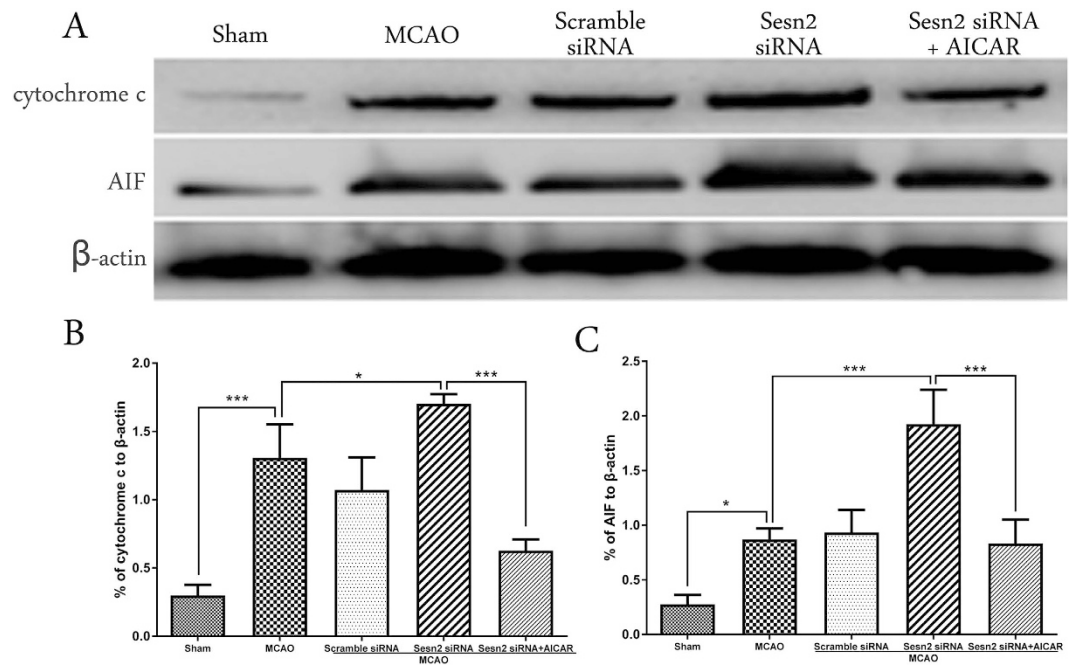 A
Sham
MCAO
Scramble
siRNA
Sesn2
siRNA
Sesn2 siRNA
+ AICAR
cytochrome c
AIF
β-actin
B
% of cytochrome c to β-actin
2.0
1.5
1.0
0.5
0.0
***
*
***
Sham
MCAO
Scramble siRNA
Sesn2 siRNA
Sesn2 siRNA+AICAR
MCAO
C
% of AIF to β-actin
2.5
2.0
1.5
1.0
0.5
0.0
*
***
***
Sham
MCAO
Scramble siRNA
Sesn2 siRNA
Sesn2 siRNA+AICAR
MCAO